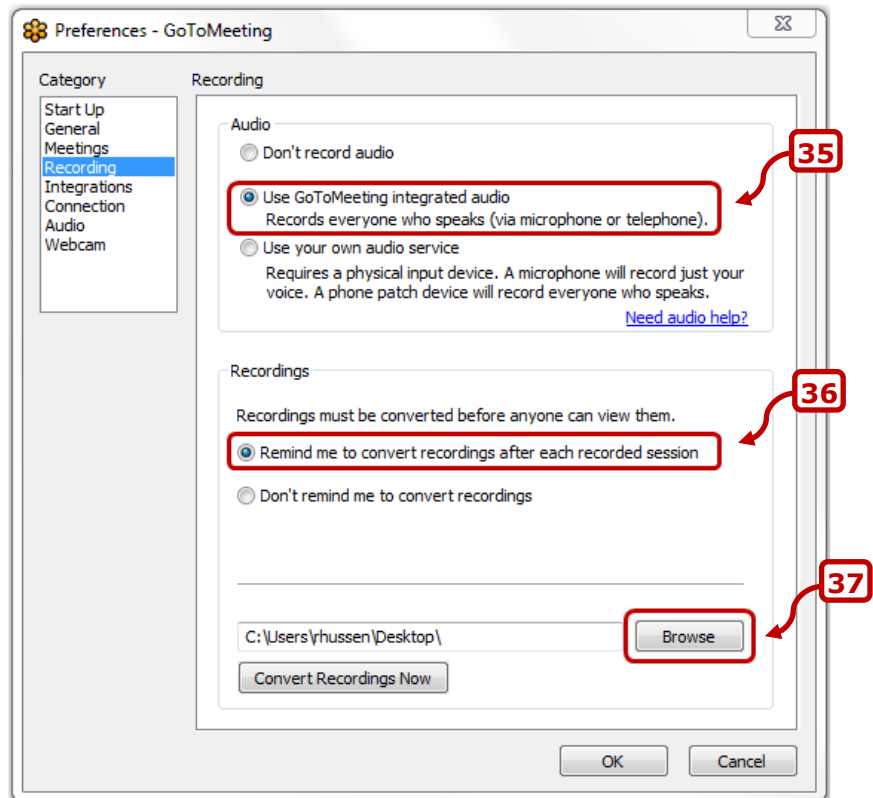 Preferences - GoToMeeting
Category
Recording
Start Up
General
Meetings
Recording
Integrations
Connection
Audio
Webcam
Audio
Don't record audio
35
Use GoToMeeting integrated audio
Records everyone who speaks (via microphone or telephone).
Use your own audio service
Requires a physical input device. A microphone will record just your
voice. A phone patch device will record everyone who speaks.
Need audio help?
Recordings
36
Recordings must be converted before anyone can view them.
Remind me to convert recordings after each recorded session
Don't remind me to convert recordings
37
C:\Users\rhussen\Desktop\
Browse
Convert Recordings Now
OK
Cancel